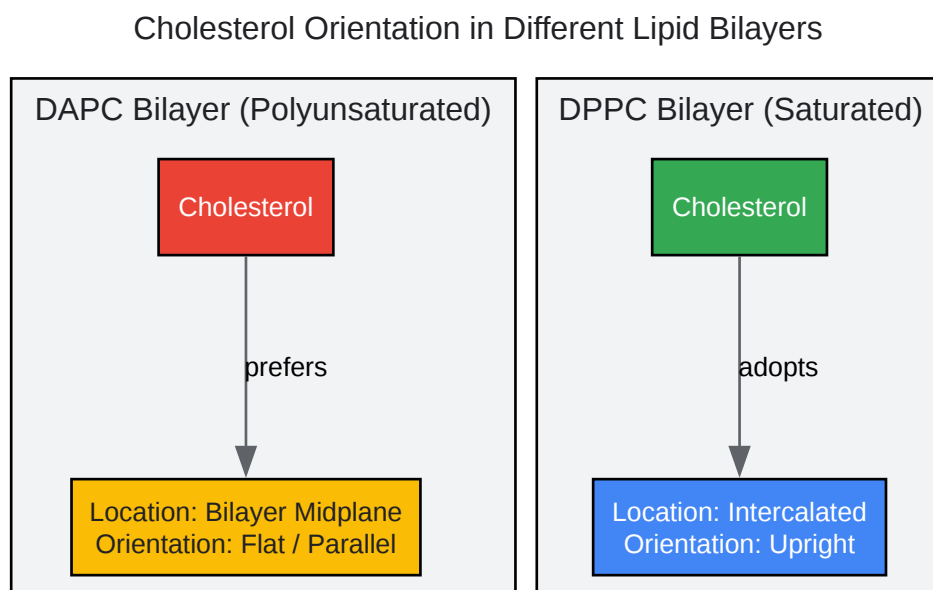 Cholesterol Orientation in Different Lipid Bilayers
DAPC Bilayer (Polyunsaturated)
Cholesterol
prefers
Location: Bilayer Midplane
Orientation: Flat / Parallel
DPPC Bilayer (Saturated)
Cholesterol
adopts
Location: Intercalated
Orientation: Upright